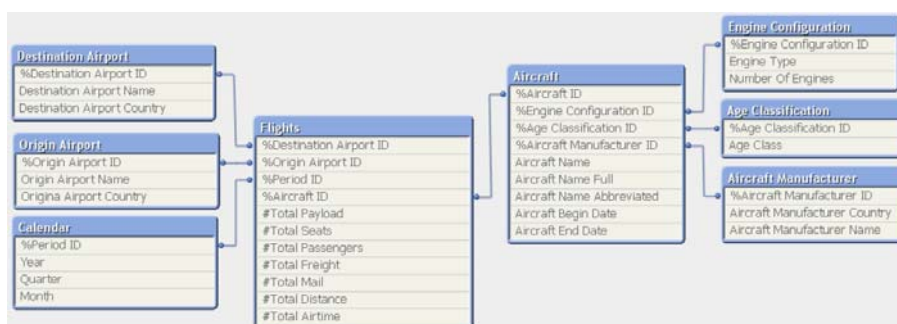 Destination Airport
%Destination Airport ID
Destination Airport Name
Destination Airport Country
Origin Airport
%Origin Airport ID
Origin Airport Name
Origina Airport Country
Calendar
%Period ID
Year
Quarter
Month
Flights
%Destination Airport ID
%Origin Airport ID
%Period ID
%Aircraft ID
#Total Payload
#Total Seats
#Total Passengers
#Total Freight
#Total Mail
#Total Distance
#Total Airtime
Aircraft
%Aircraft ID
%Engine Configuration ID
%Age Classification ID
%Aircraft Manufacturer ID
Aircraft Name
Aircraft Name Full
Aircraft Name Abbreviated
Aircraft Begin Date
Aircraft End Date
Engine Configuration
%Engine Configuration ID
Engine Type
Number Of Engines
Age Classification
%Age Classification ID
Age Class
Aircraft Manufacturer
%Aircraft Manufacturer ID
Aircraft Manufacturer Country
Aircraft Manufacturer Name